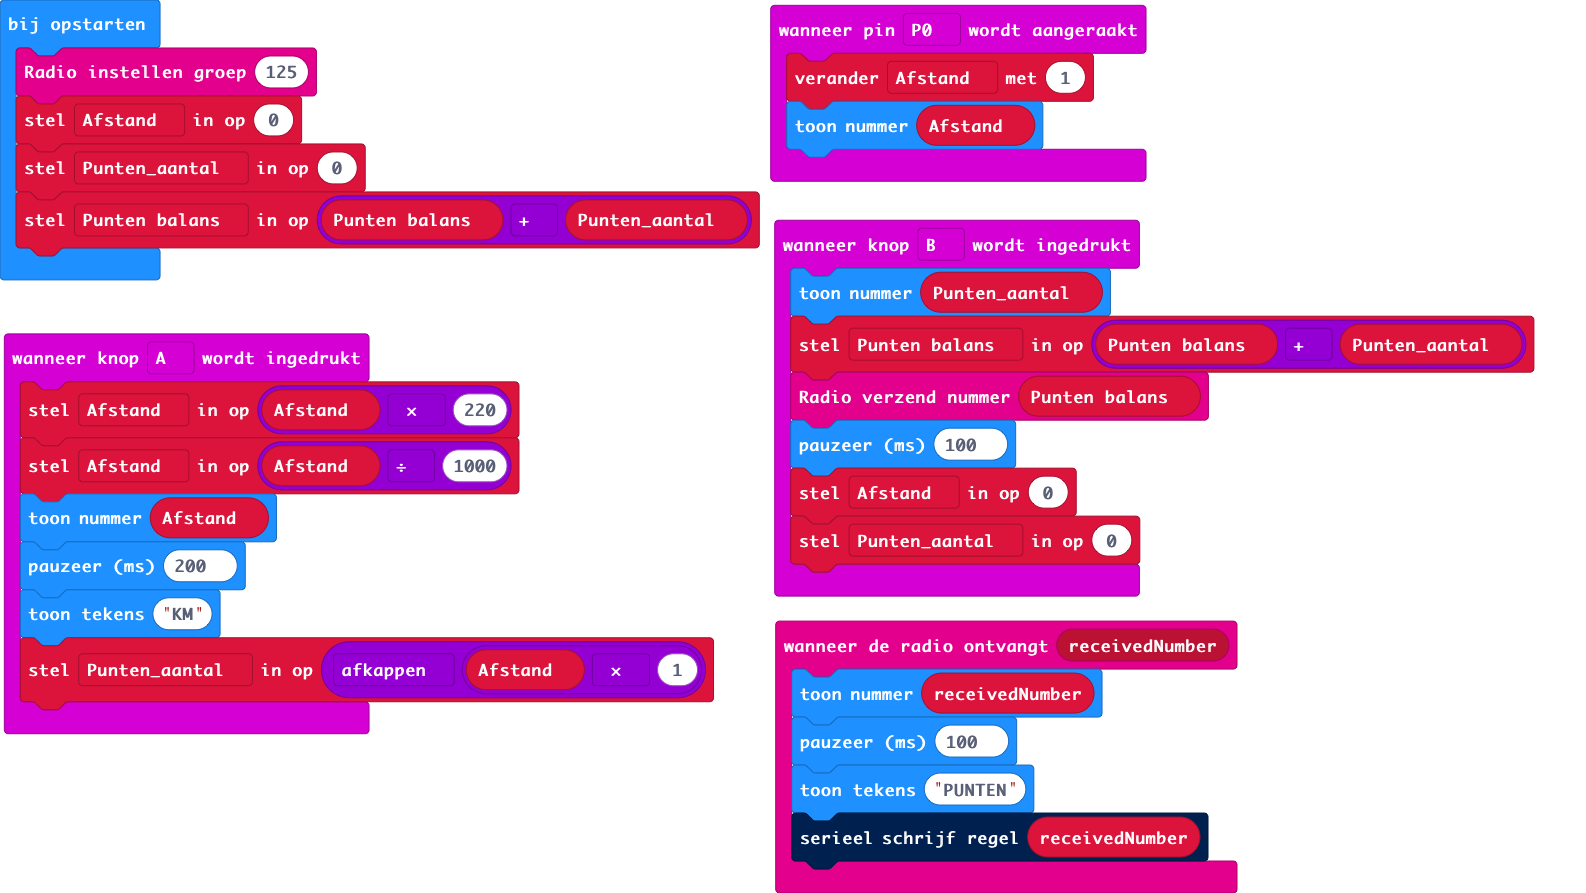 bij opstarten
Radio instellen groep 125
stel Afstand in op 0
stel Punten_aantal in op 0
stel Punten balans in op Punten balans + Punten_aantal
wanneer knop A wordt ingedrukt
stel Afstand in op Afstand × 220
stel Afstand in op Afstand ÷ 1000
toon nummer Afstand
pauzeer (ms) 200
toon tekens "KM"
stel Punten_aantal in op afkappen Afstand × 1
wanneer pin P0 wordt aangeraakt
verander Afstand met 1
toon nummer Afstand
wanneer knop B wordt ingedrukt
toon nummer Punten_aantal
stel Punten balans in op Punten balans + Punten_aantal
Radio verzend nummer Punten balans
pauzeer (ms) 100
stel Afstand in op 0
stel Punten_aantal in op 0
wanneer de radio ontvangt receivedNumber
toon nummer receivedNumber
pauzeer (ms) 100
toon tekens "PUNTEN"
serieel schrijf regel receivedNumber